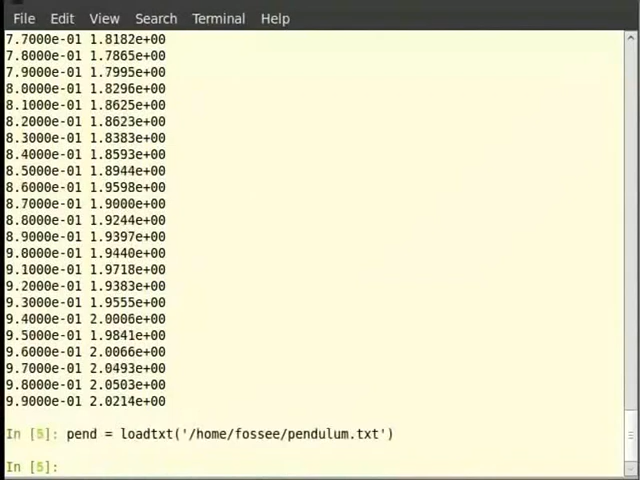 File Edit View Search Terminal Help
7.7000e-01 1.8182e+00
7.8000e-01 1.7865e+00
7.9000e-01 1.7995e+00
8.0000e-01 1.8296e+00
8.1000e-01 1.8625e+00
8.2000e-01 1.8623e+00
8.3000e-01 1.8383e+00
8.4000e-01 1.8593e+00
8.5000e-01 1.8944e+00
8.6000e-01 1.9598e+00
8.7000e-01 1.9000e+00
8.8000e-01 1.9244e+00
8.9000e-01 1.9397e+00
9.0000e-01 1.9440e+00
9.1000e-01 1.9718e+00
9.2000e-01 1.9383e+00
9.3000e-01 1.9555e+00
9.4000e-01 2.0006e+00
9.5000e-01 1.9841e+00
9.6000e-01 2.0066e+00
9.7000e-01 2.0493e+00
9.8000e-01 2.0503e+00
9.9000e-01 2.0214e+00
In [5]: pend = loadtxt('/home/fossee/pendulum.txt')
In [5]: